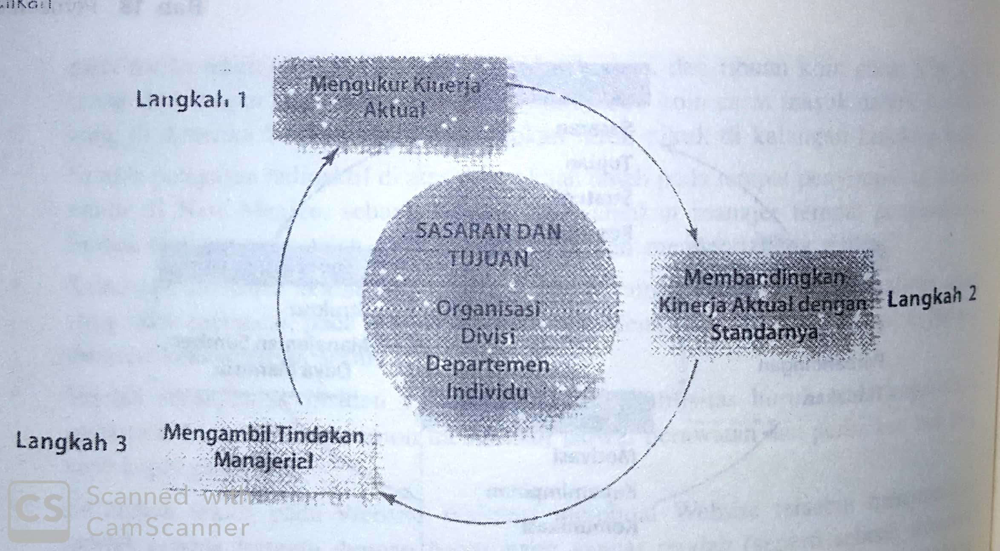 Langkah 1
Mengukur Kinerja
Aktual
SASARAN DAN
TUJUAN
Organisasi
Divisi
Departemen
Individu
Membandingkan
Kinerja Aktual dengan
Standarnya
Langkah 2
Langkah 3
Mengambil Tindakan
Manajerial
CS
Scanned with
CamScanner